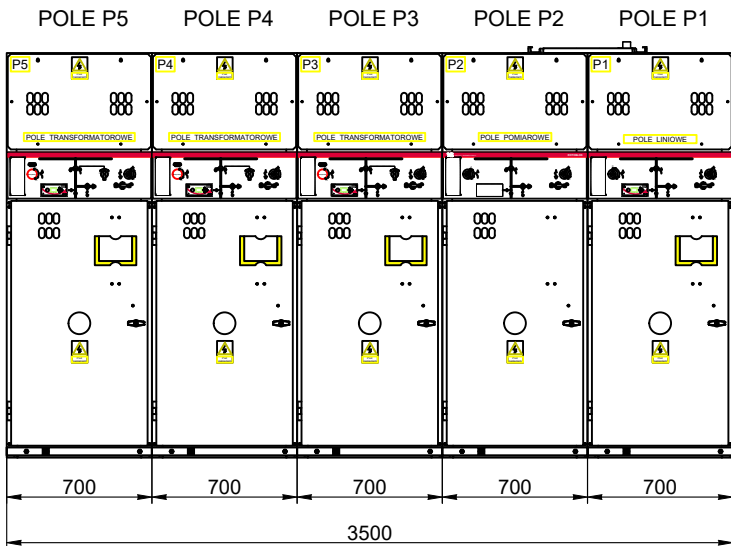 POLE P5 POLE P4 POLE P3 POLE P2 POLE P1
P5 P4 P3 P2 P1
POLE TRANSFORMATOROWE POLE TRANSFORMATOROWE POLE TRANSFORMATOROWE POLE POMIAROWE POLE LINIOWE
700 700 700 700 700
3500